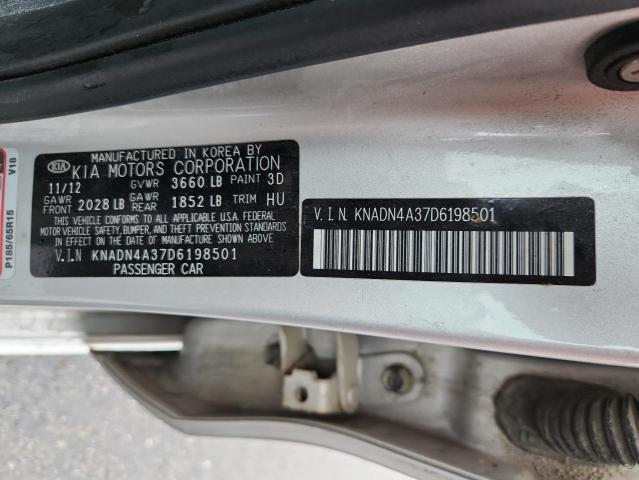 MANUFACTURED IN KOREA BY
KIA KIA MOTORS CORPORATION
11/12 GVWR 3660 LB PAINT 3D
GAWR FRONT 2028 LB GAWR REAR 1852 LB TRIM HU
THIS VEHICLE CONFORMS TO ALL APPLICABLE U.S.A. FEDERAL
MOTOR VEHICLE SAFETY, BUMPER, AND THEFT PREVENTION STANDARDS
IN EFFECT ON THE DATE OF MANUFACTURE SHOWN ABOVE.
V.I.N KNADN4A37D6198501
PASSENGER CAR
V.I.N. KNADN4A37D6198501
P185/65R15
V18